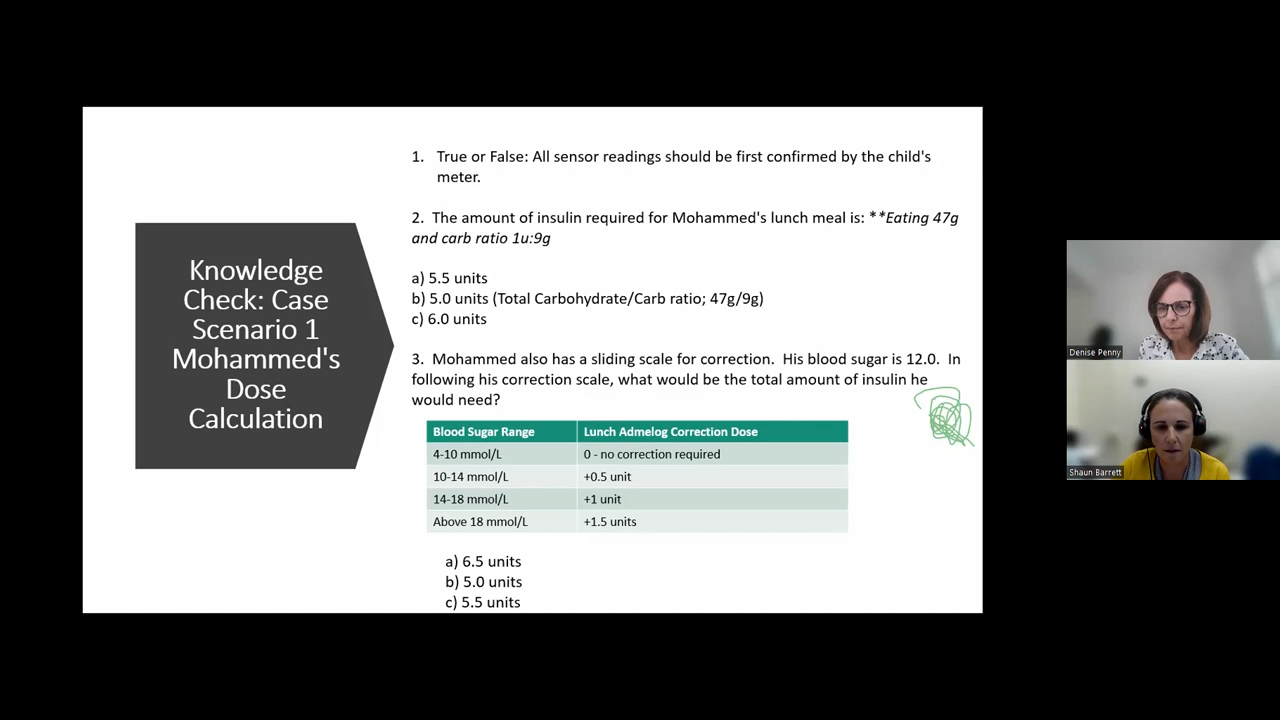 Knowledge
Check: Case
Scenario 1
Mohammed's
Dose
Calculation
1. True or False: All sensor readings should be first confirmed by the child's
meter.
2. The amount of insulin required for Mohammed's lunch meal is: **Eating 47g
and carb ratio 1u:9g
a) 5.5 units
b) 5.0 units (Total Carbohydrate/Carb ratio; 47g/9g)
c) 6.0 units
3. Mohammed also has a sliding scale for correction. His blood sugar is 12.0. In
following his correction scale, what would be the total amount of insulin he
would need?
Blood Sugar Range Lunch Admelog Correction Dose
4-10 mmol/L 0 - no correction required
10-14 mmol/L +0.5 unit
14-18 mmol/L +1 unit
Above 18 mmol/L +1.5 units
a) 6.5 units
b) 5.0 units
c) 5.5 units
Denise Penny
Shaun Barrett